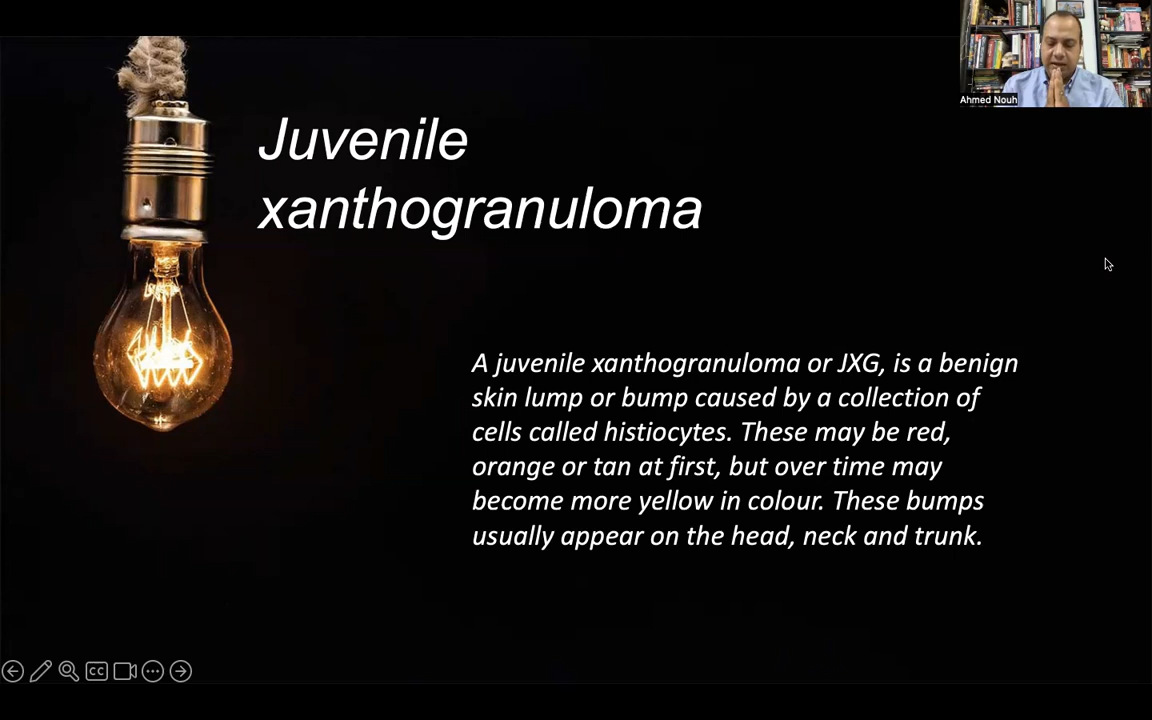 Ahmed Nouh
Juvenile
xanthogranuloma
A juvenile xanthogranuloma or JXG, is a benign
skin lump or bump caused by a collection of
cells called histiocytes. These may be red,
orange or tan at first, but over time may
become more yellow in colour. These bumps
usually appear on the head, neck and trunk.
CC